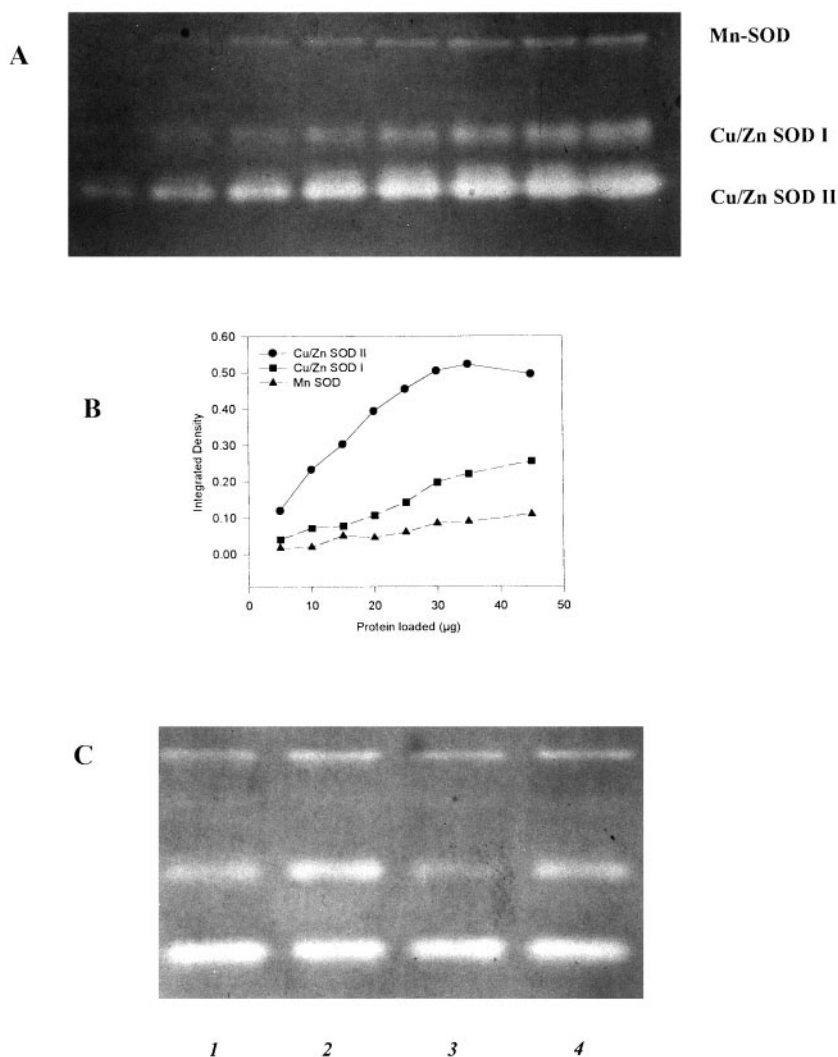 A
Mn-SOD
Cu/Zn SOD I
Cu/Zn SOD II
B
0.60
0.50
0.40
0.30
0.20
0.10
0.00
Integrated Density
Cu/Zn SOD II
Cu/Zn SOD I
Mn SOD
0 10 20 30 40 50
Protein loaded (µg)
C
1 2 3 4